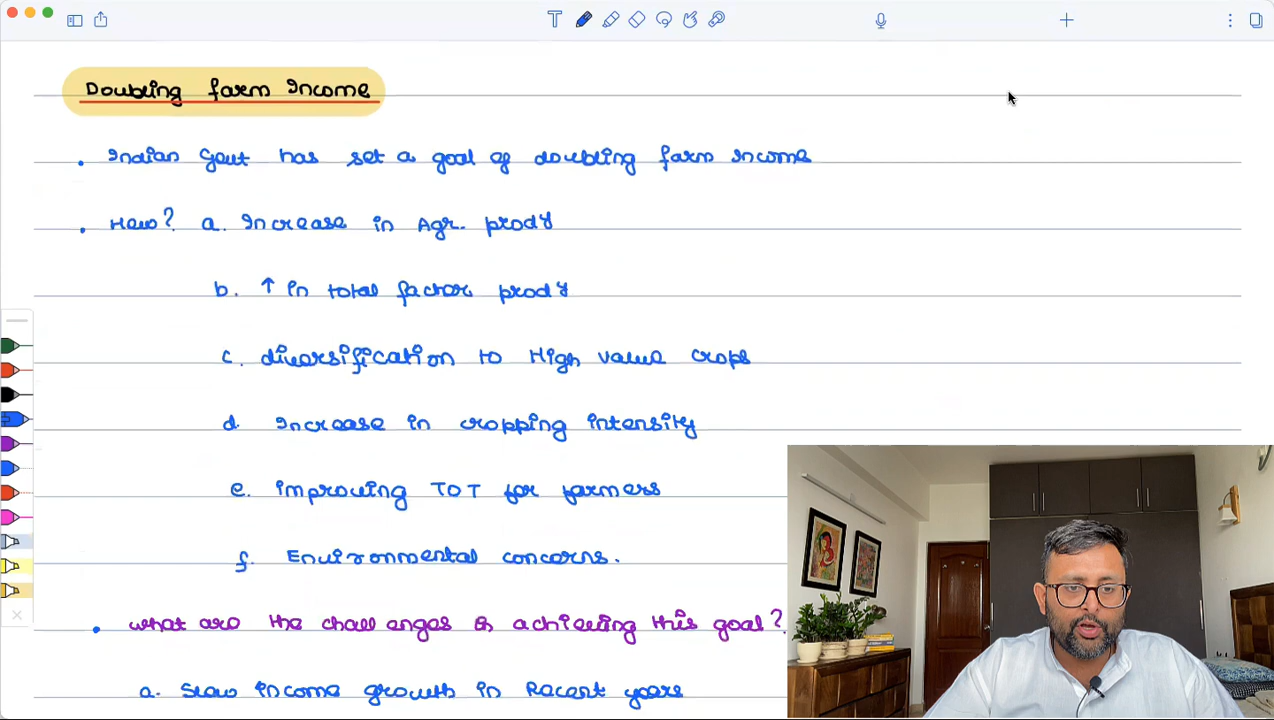 Doubling farm Income
• Indian Govt has set a goal of doubling farm Income
• How? a. Increase in Agr. prody
b. ↑ in total factor prody
c. diversification to High value crops
d. Increase in cropping intensity
e. improving TOT for farmers
f. Environmental concerns.
• what are the challenges in achieving this goal?
a. Slow income growth in Recent years